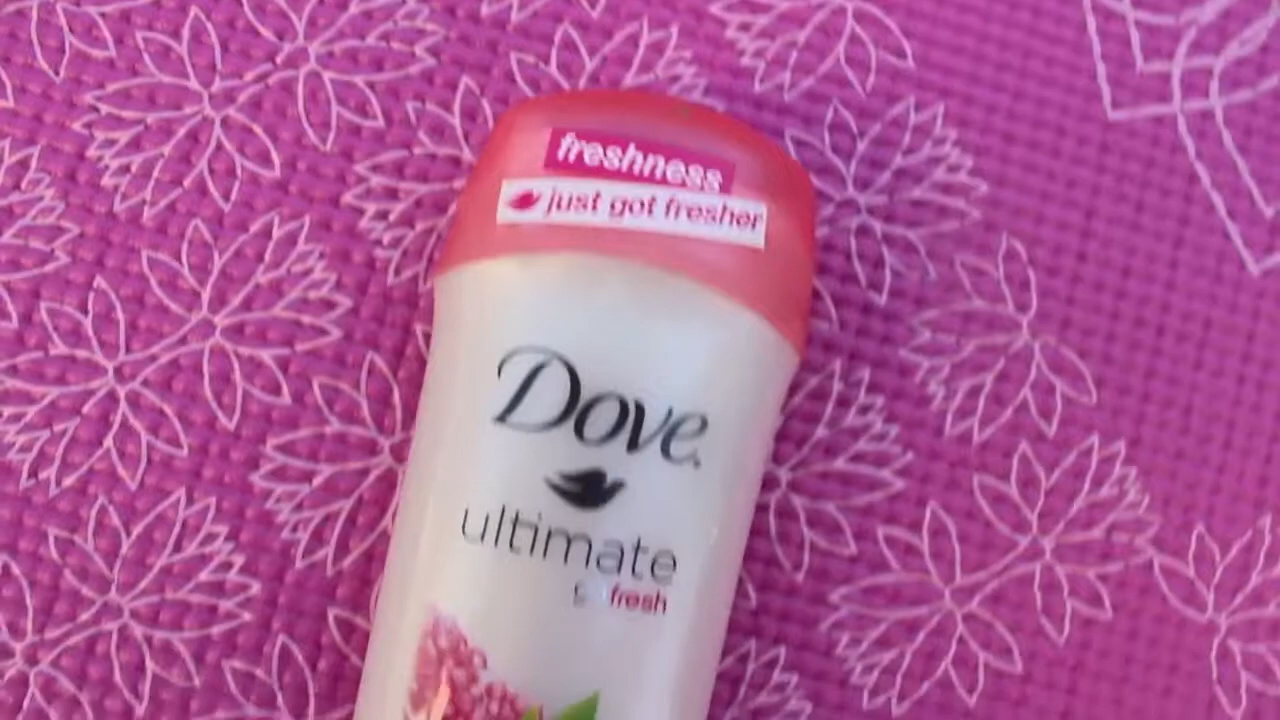 freshness
just got fresher
Dove
ultimate
fresh